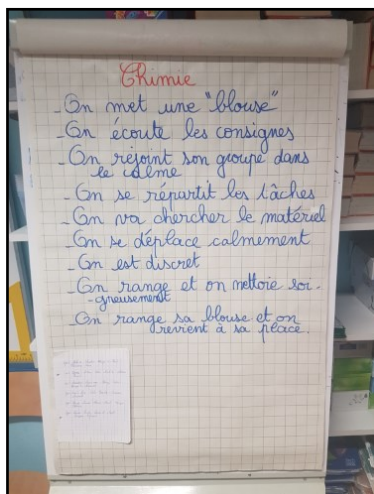 Chimie
- On met une "blouse"
- On écoute les consignes
- On rejoint son groupe dans
le calme
- On se répartit les tâches
- On va chercher le matériel
- On se déplace calmement
- On est discret
- On range et on nettoie soi-
-gneusement
- On range sa blouse et on
revient à sa place.